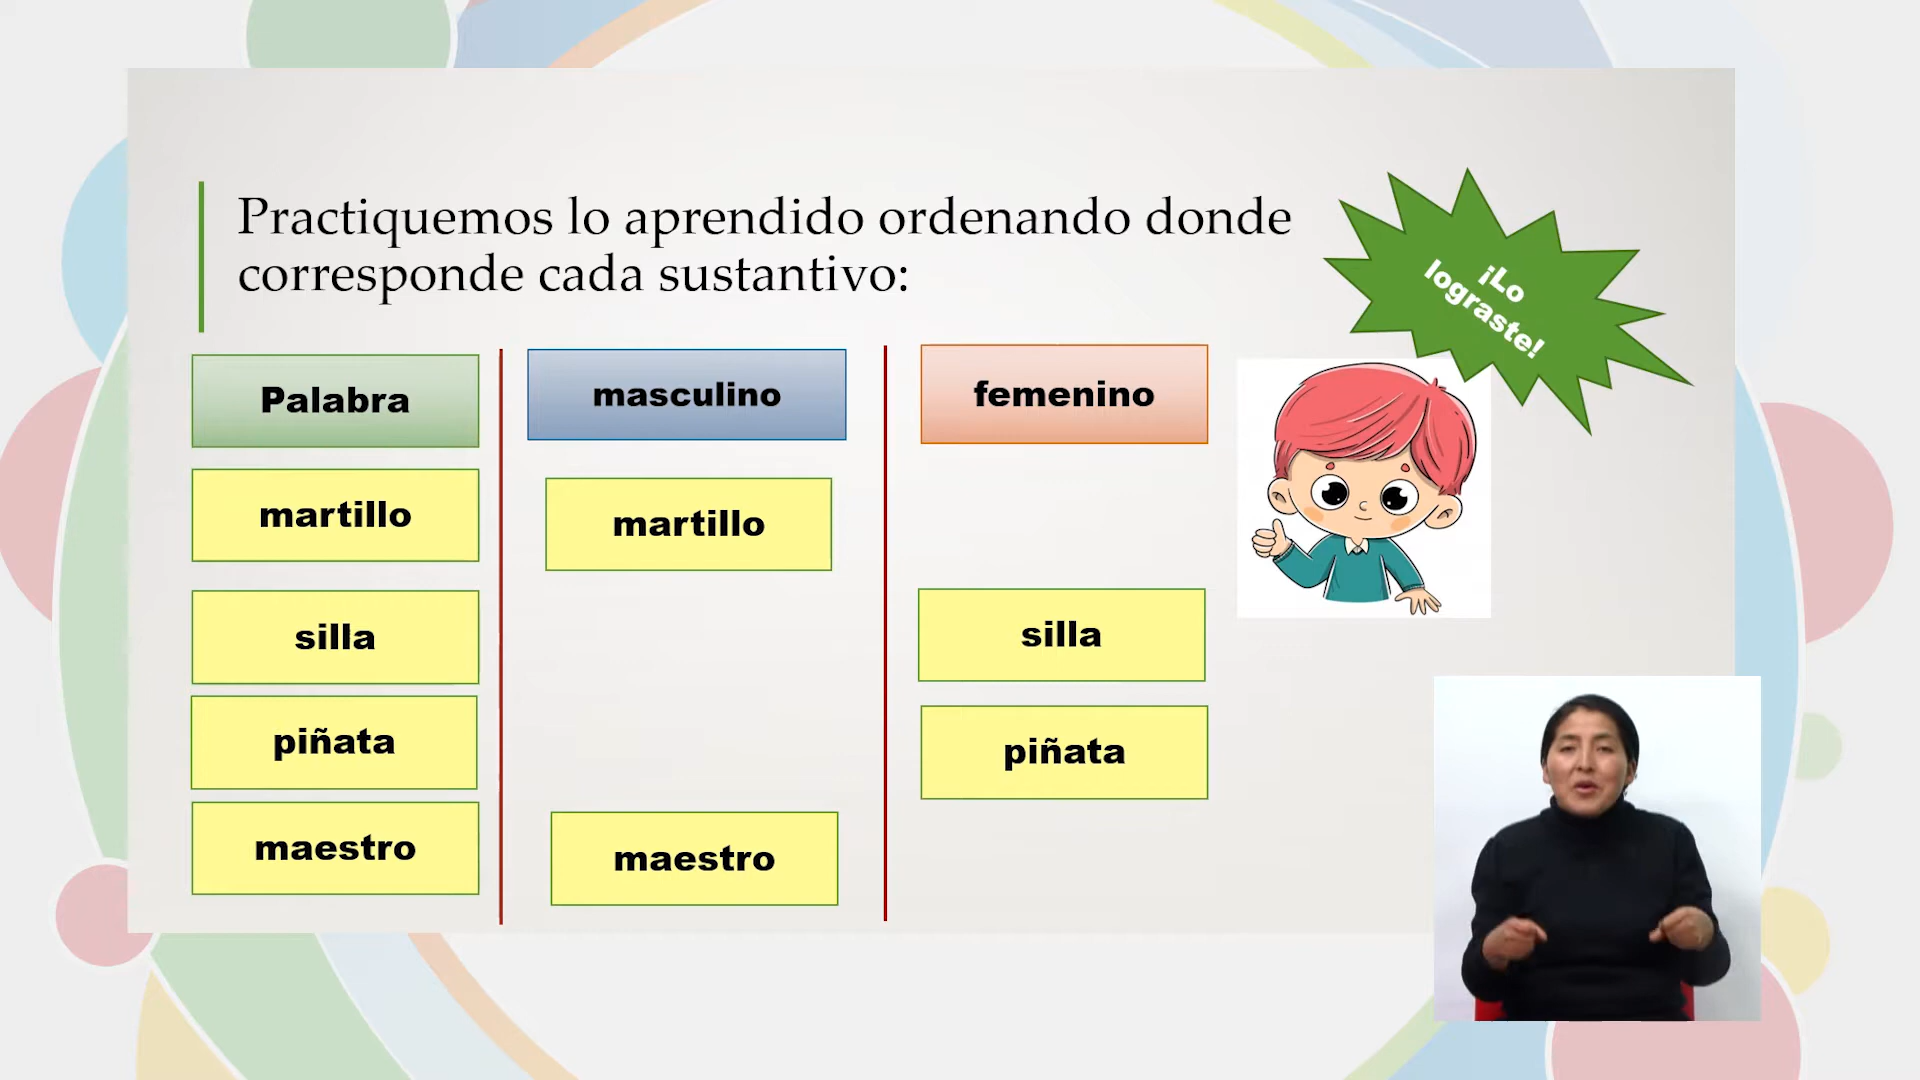 Practiquemos lo aprendido ordenando donde
corresponde cada sustantivo:
¡Lo
lograste!
Palabra
masculino
femenino
martillo
martillo
silla
silla
piñata
piñata
maestro
maestro